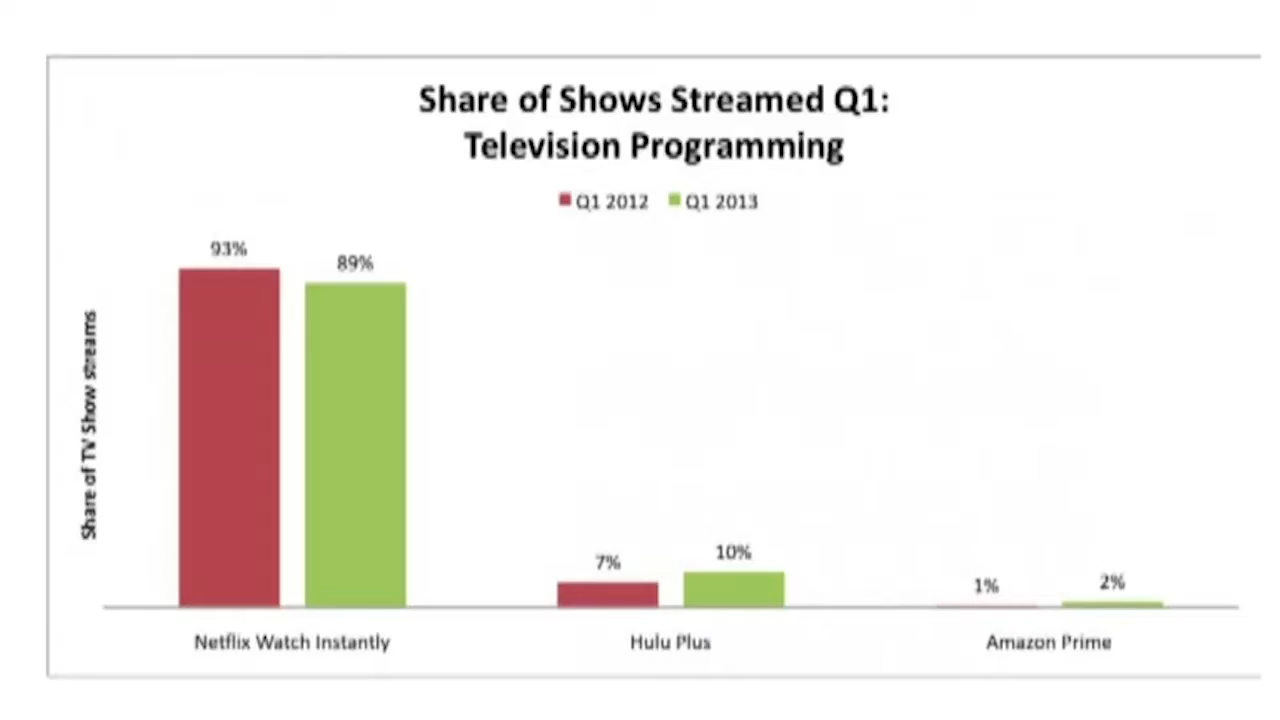 Share of Shows Streamed Q1:
Television Programming
Q1 2012 Q1 2013
93%
89%
7%
10%
1%
2%
Share of TV Show streams
Netflix Watch Instantly
Hulu Plus
Amazon Prime